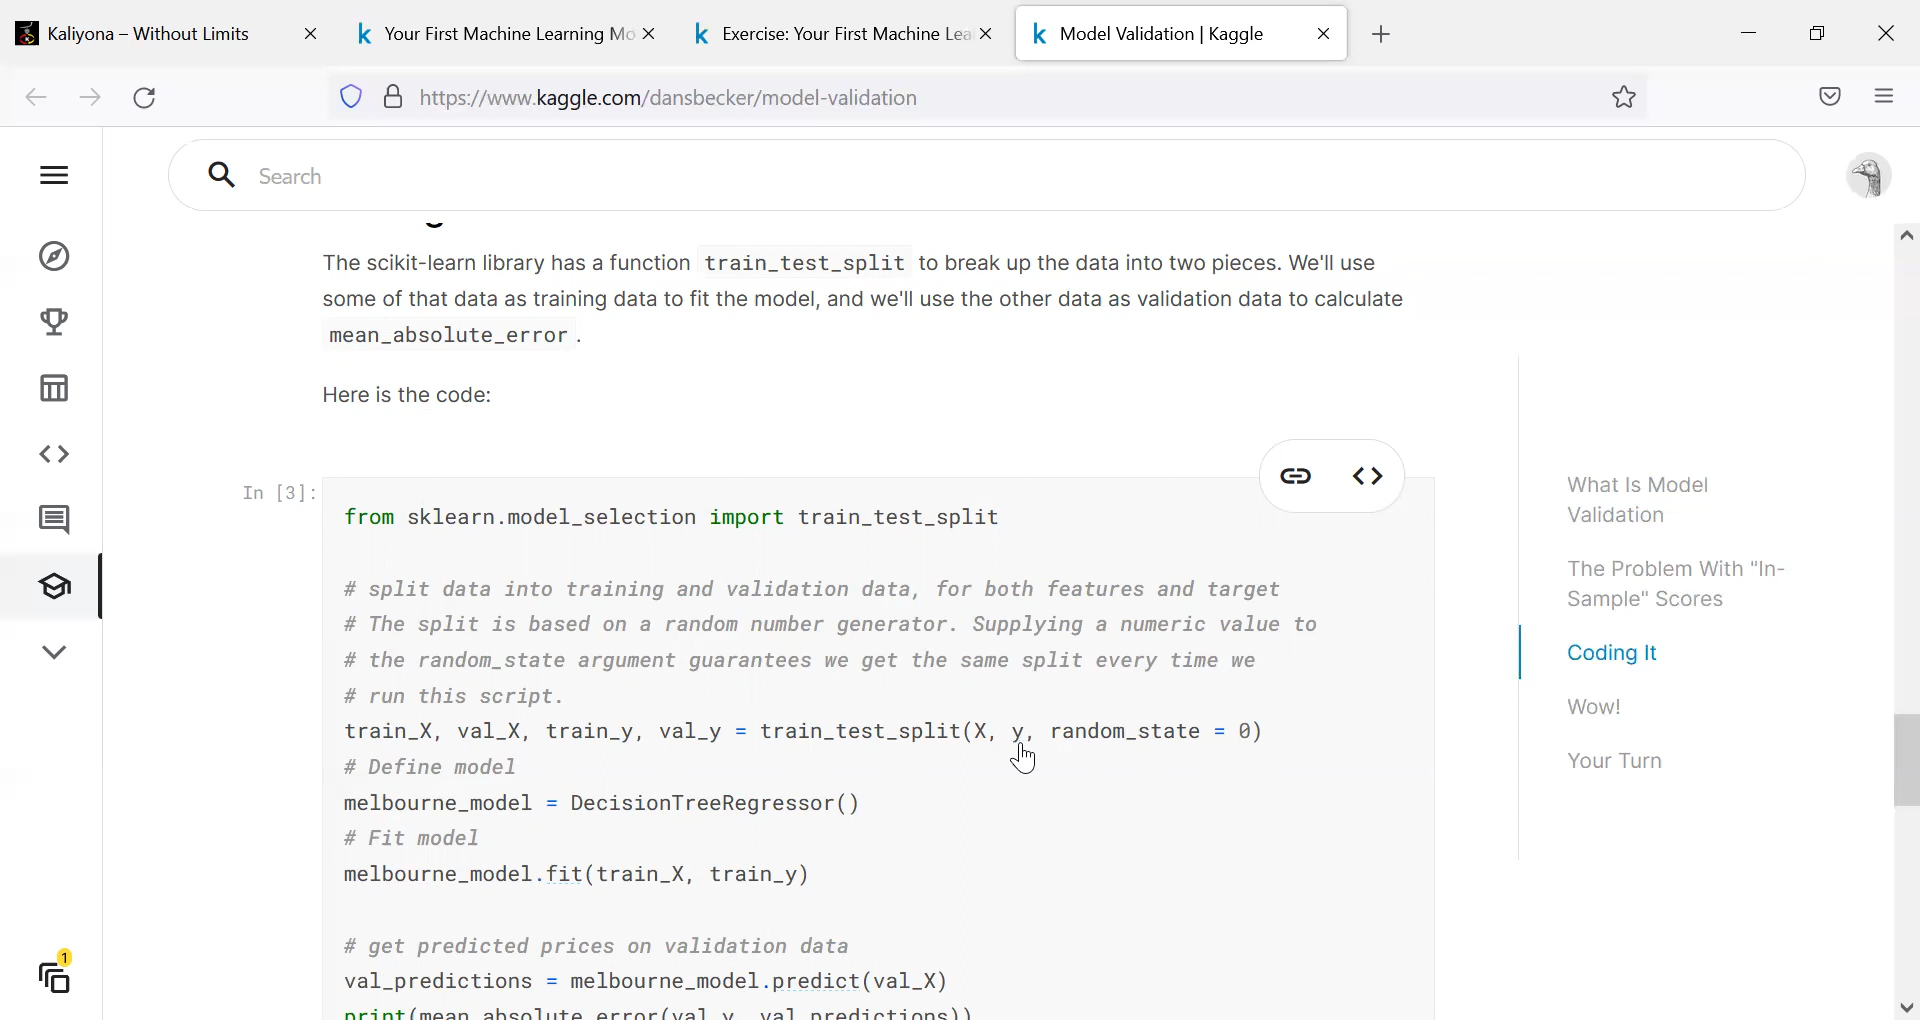 Kaliyona – Without Limits
Your First Machine Learning Mo
Exercise: Your First Machine Lea
Model Validation | Kaggle
https://www.kaggle.com/dansbecker/model-validation
Search
The scikit-learn library has a function train_test_split to break up the data into two pieces. We'll use
some of that data as training data to fit the model, and we'll use the other data as validation data to calculate
mean_absolute_error .
Here is the code:
In [3]:
from sklearn.model_selection import train_test_split
# split data into training and validation data, for both features and target
# The split is based on a random number generator. Supplying a numeric value to
# the random_state argument guarantees we get the same split every time we
# run this script.
train_X, val_X, train_y, val_y = train_test_split(X, y, random_state = 0)
# Define model
melbourne_model = DecisionTreeRegressor()
# Fit model
melbourne_model.fit(train_X, train_y)
# get predicted prices on validation data
val_predictions = melbourne_model.predict(val_X)
print(mean_absolute_error(val_y, val_predictions))
What Is Model
Validation
The Problem With "In-
Sample" Scores
Coding It
Wow!
Your Turn
1